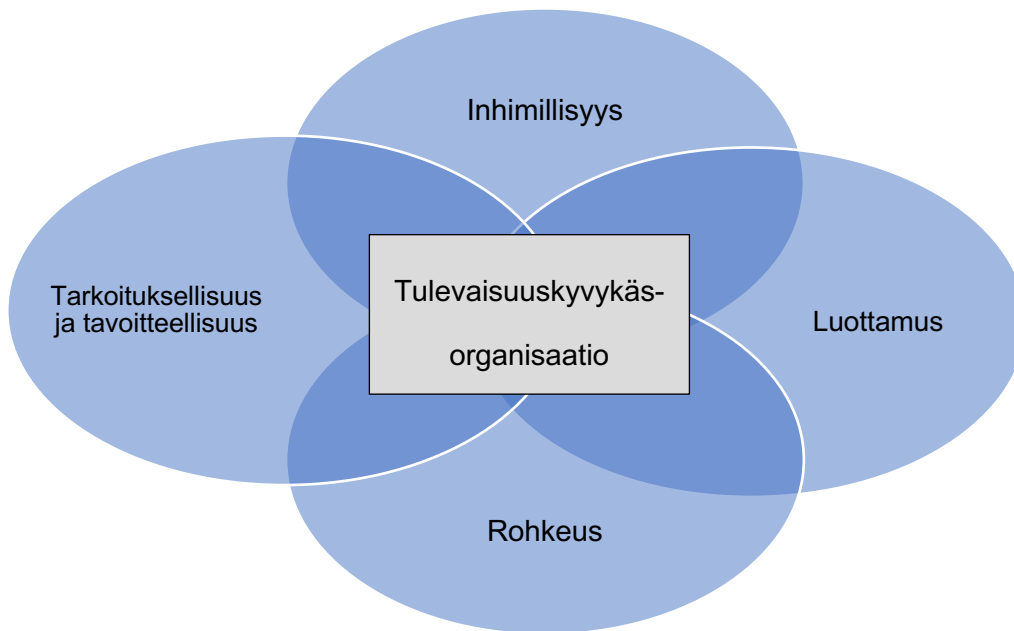 Inhimillisyys
Tarkoituksellisuus
ja tavoitteellisuus
Tulevaisuuskyvykäs-
organisaatio
Luottamus
Rohkeus